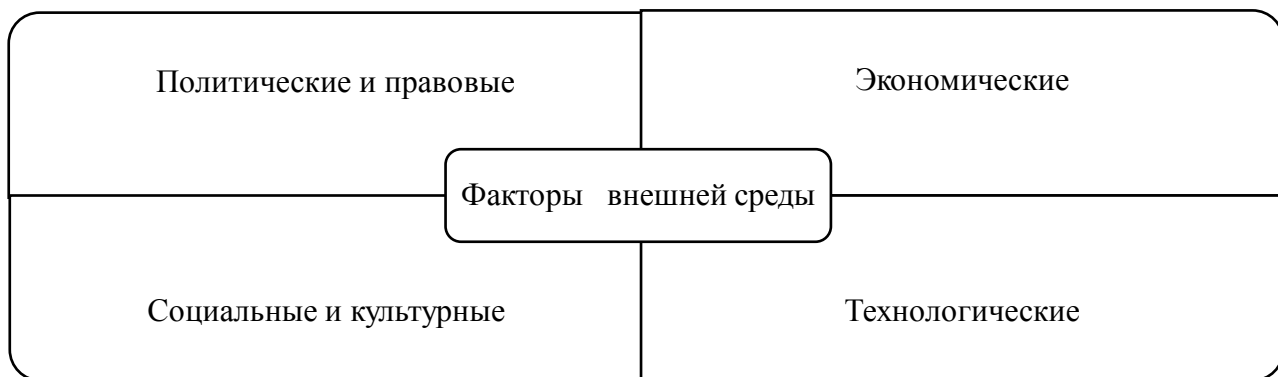 Политические и правовые
Экономические
Факторы внешней среды
Социальные и культурные
Технологические